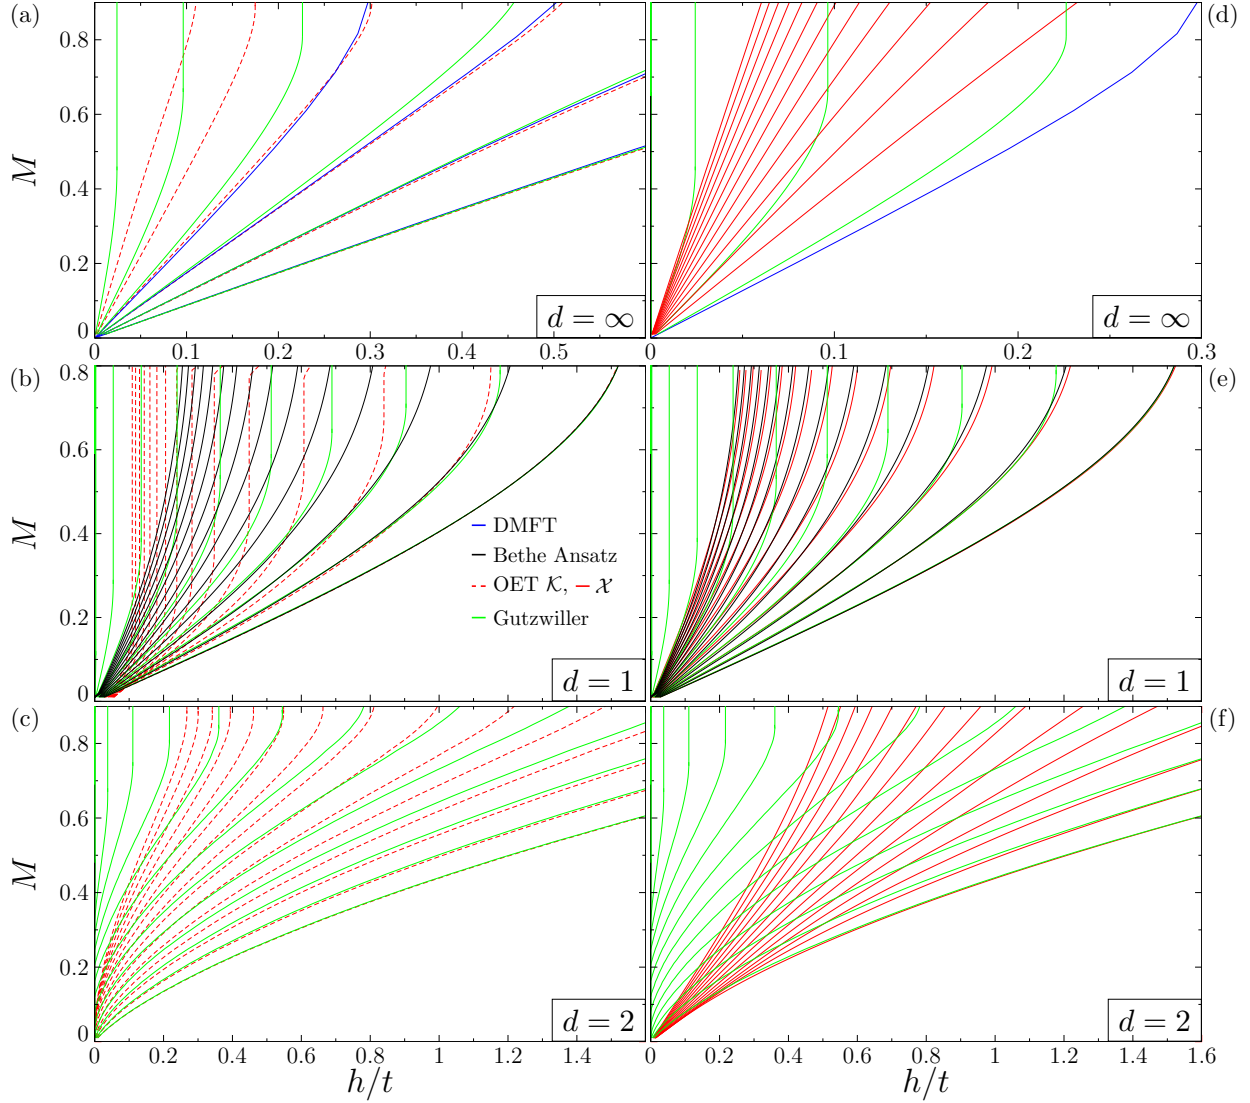 (a)
(d)
0.8
0.6
M
0.4
0.2
0
d = ∞
d = ∞
0 0.1 0.2 0.3 0.4 0.5
0 0.1 0.2 0.3
(b)
(e)
0.8
0.6
M
0.4
0.2
0
DMFT
Bethe Ansatz
OET 𝒦, 𝒳
Gutzwiller
d = 1
d = 1
(c)
(f)
0.8
0.6
M
0.4
0.2
0
d = 2
d = 2
0 0.2 0.4 0.6 0.8 1 1.2 1.4
0 0.2 0.4 0.6 0.8 1 1.2 1.4 1.6
h/t
h/t